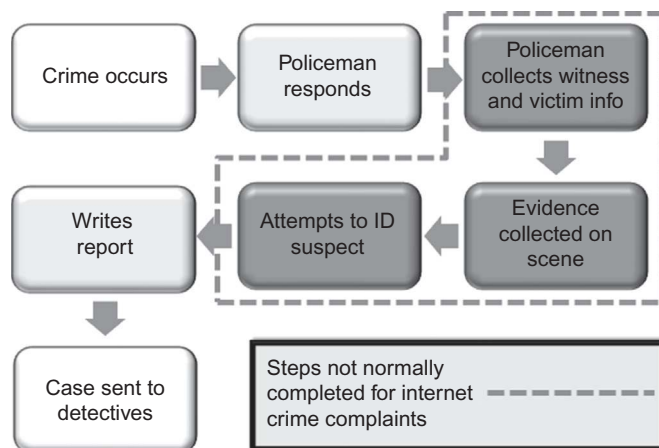 Crime occurs
Policeman
responds
Policeman
collects witness
and victim info
Writes
report
Attempts to ID
suspect
Evidence
collected on
scene
Case sent to
detectives
Steps not normally
completed for internet
crime complaints